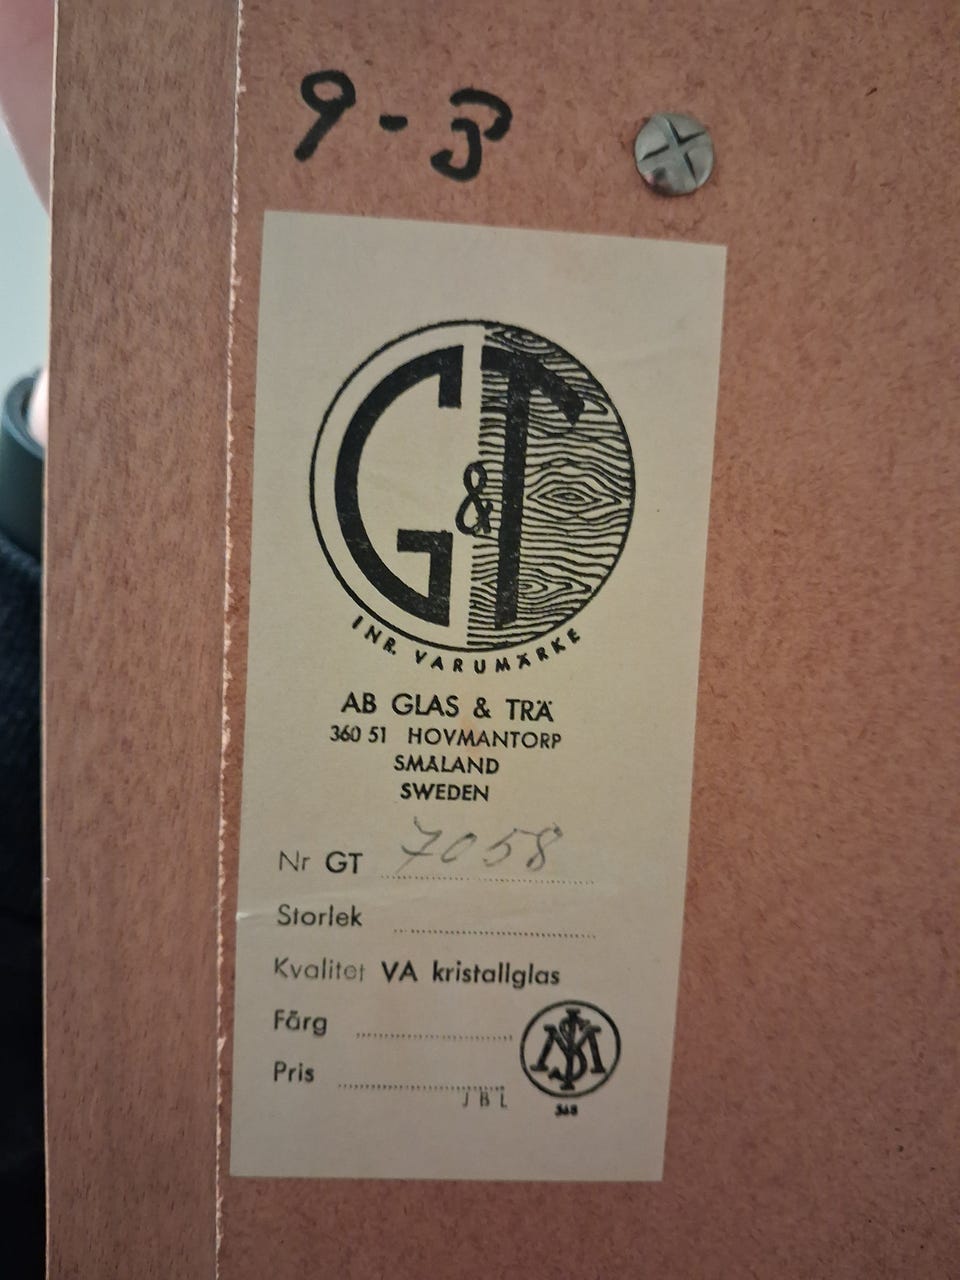 9-3
G&T
INR. VARUMÄRKE
AB GLAS & TRÄ
360 51 HOVMANTORP
SMÅLAND
SWEDEN
Nr GT 7058
Storlek
Kvalitet VA kristallglas
Färg
Pris
JBL
368